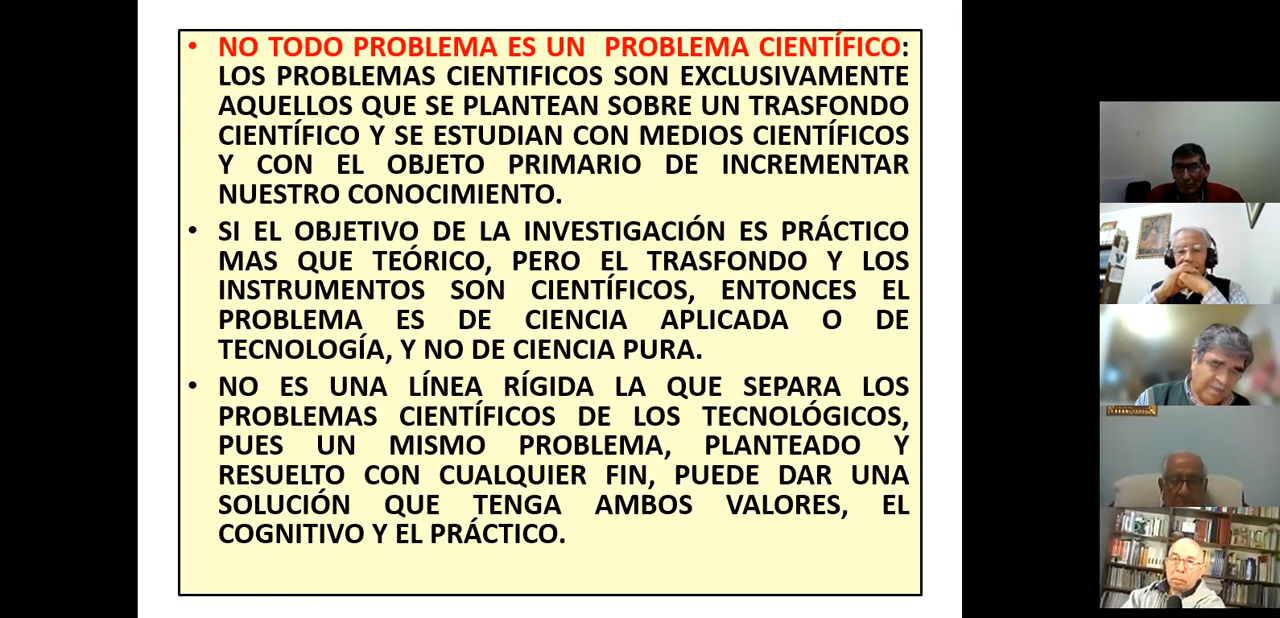 • NO TODO PROBLEMA ES UN PROBLEMA CIENTÍFICO:
LOS PROBLEMAS CIENTIFICOS SON EXCLUSIVAMENTE
AQUELLOS QUE SE PLANTEAN SOBRE UN TRASFONDO
CIENTÍFICO Y SE ESTUDIAN CON MEDIOS CIENTÍFICOS
Y CON EL OBJETO PRIMARIO DE INCREMENTAR
NUESTRO CONOCIMIENTO.
• SI EL OBJETIVO DE LA INVESTIGACIÓN ES PRÁCTICO
MAS QUE TEÓRICO, PERO EL TRASFONDO Y LOS
INSTRUMENTOS SON CIENTÍFICOS, ENTONCES EL
PROBLEMA ES DE CIENCIA APLICADA O DE
TECNOLOGÍA, Y NO DE CIENCIA PURA.
• NO ES UNA LÍNEA RÍGIDA LA QUE SEPARA LOS
PROBLEMAS CIENTÍFICOS DE LOS TECNOLÓGICOS,
PUES UN MISMO PROBLEMA, PLANTEADO Y
RESUELTO CON CUALQUIER FIN, PUEDE DAR UNA
SOLUCIÓN QUE TENGA AMBOS VALORES, EL
COGNITIVO Y EL PRÁCTICO.